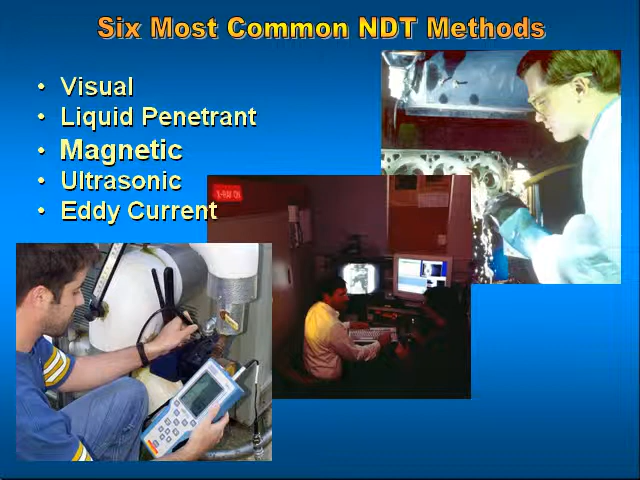 Six Most Common NDT Methods
• Visual
• Liquid Penetrant
• Magnetic
• Ultrasonic
• Eddy Current